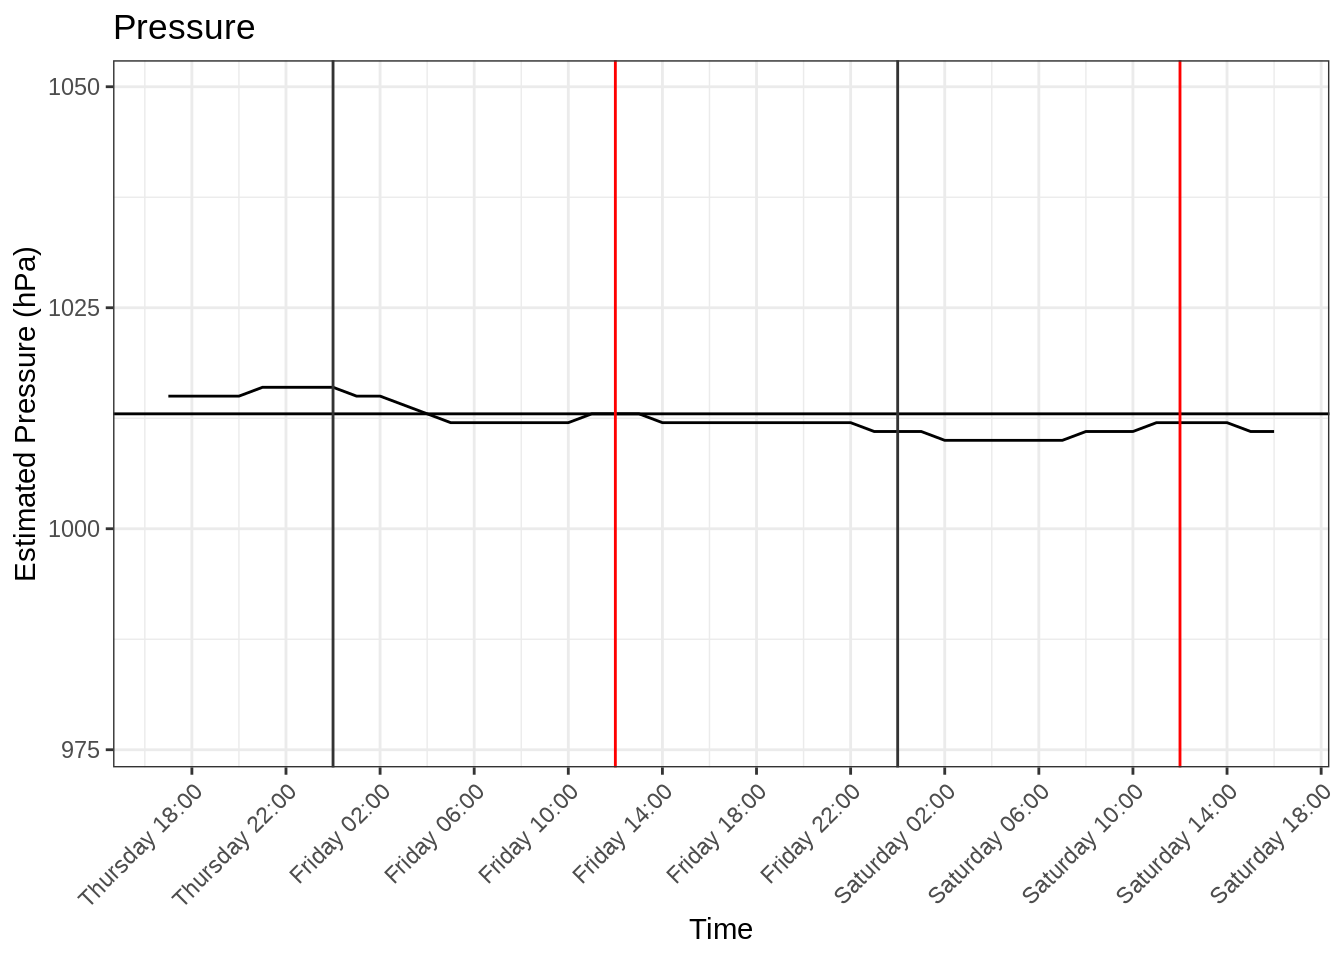 Pressure
Estimated Pressure (hPa)
1050
1025
1000
975
Thursday 18:00
Thursday 22:00
Friday 02:00
Friday 06:00
Friday 10:00
Friday 14:00
Friday 18:00
Friday 22:00
Saturday 02:00
Saturday 06:00
Saturday 10:00
Saturday 14:00
Saturday 18:00
Time